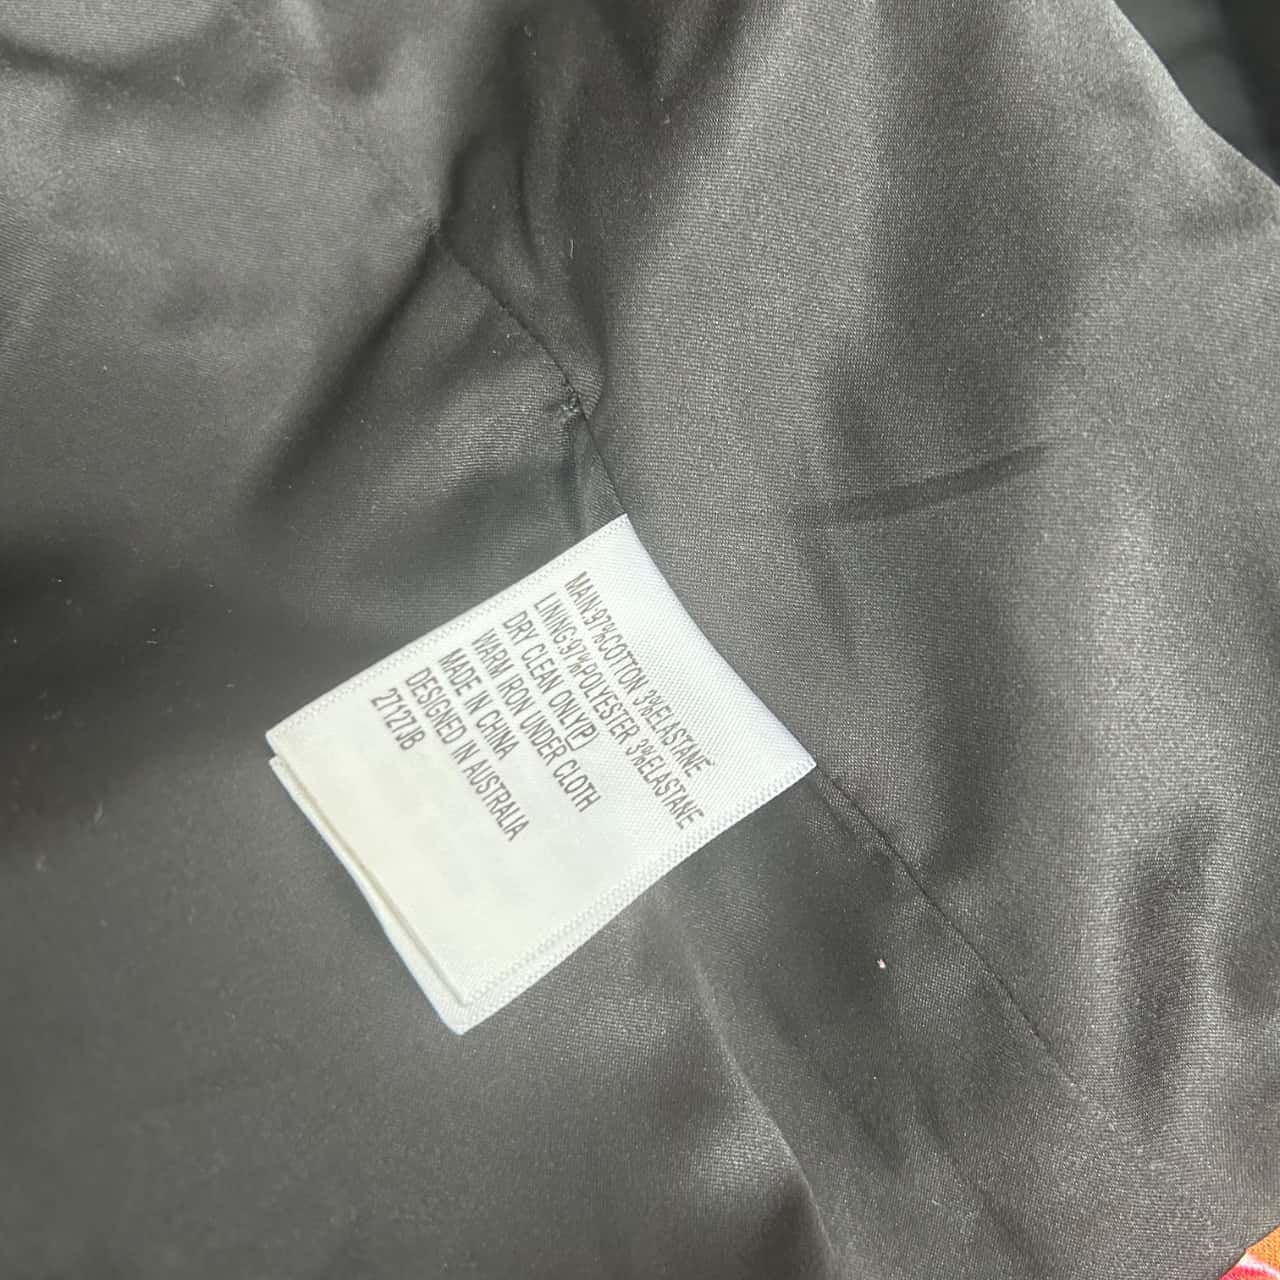 MAIN:97%COTTON 3%ELASTANE
LINING:97%POLYESTER 3%ELASTANE
DRY CLEAN ONLY P
WARM IRON UNDER CLOTH
MADE IN CHINA
DESIGNED IN AUSTRALIA
27127JB